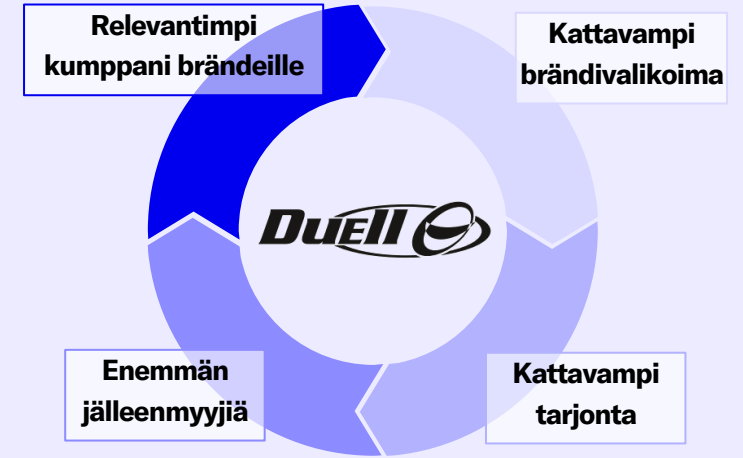 Relevantimpi
kumppani brändeille
Kattavampi
brändivalikoima
DUEll
Enemmän
jälleenmyyjiä
Kattavampi
tarjonta